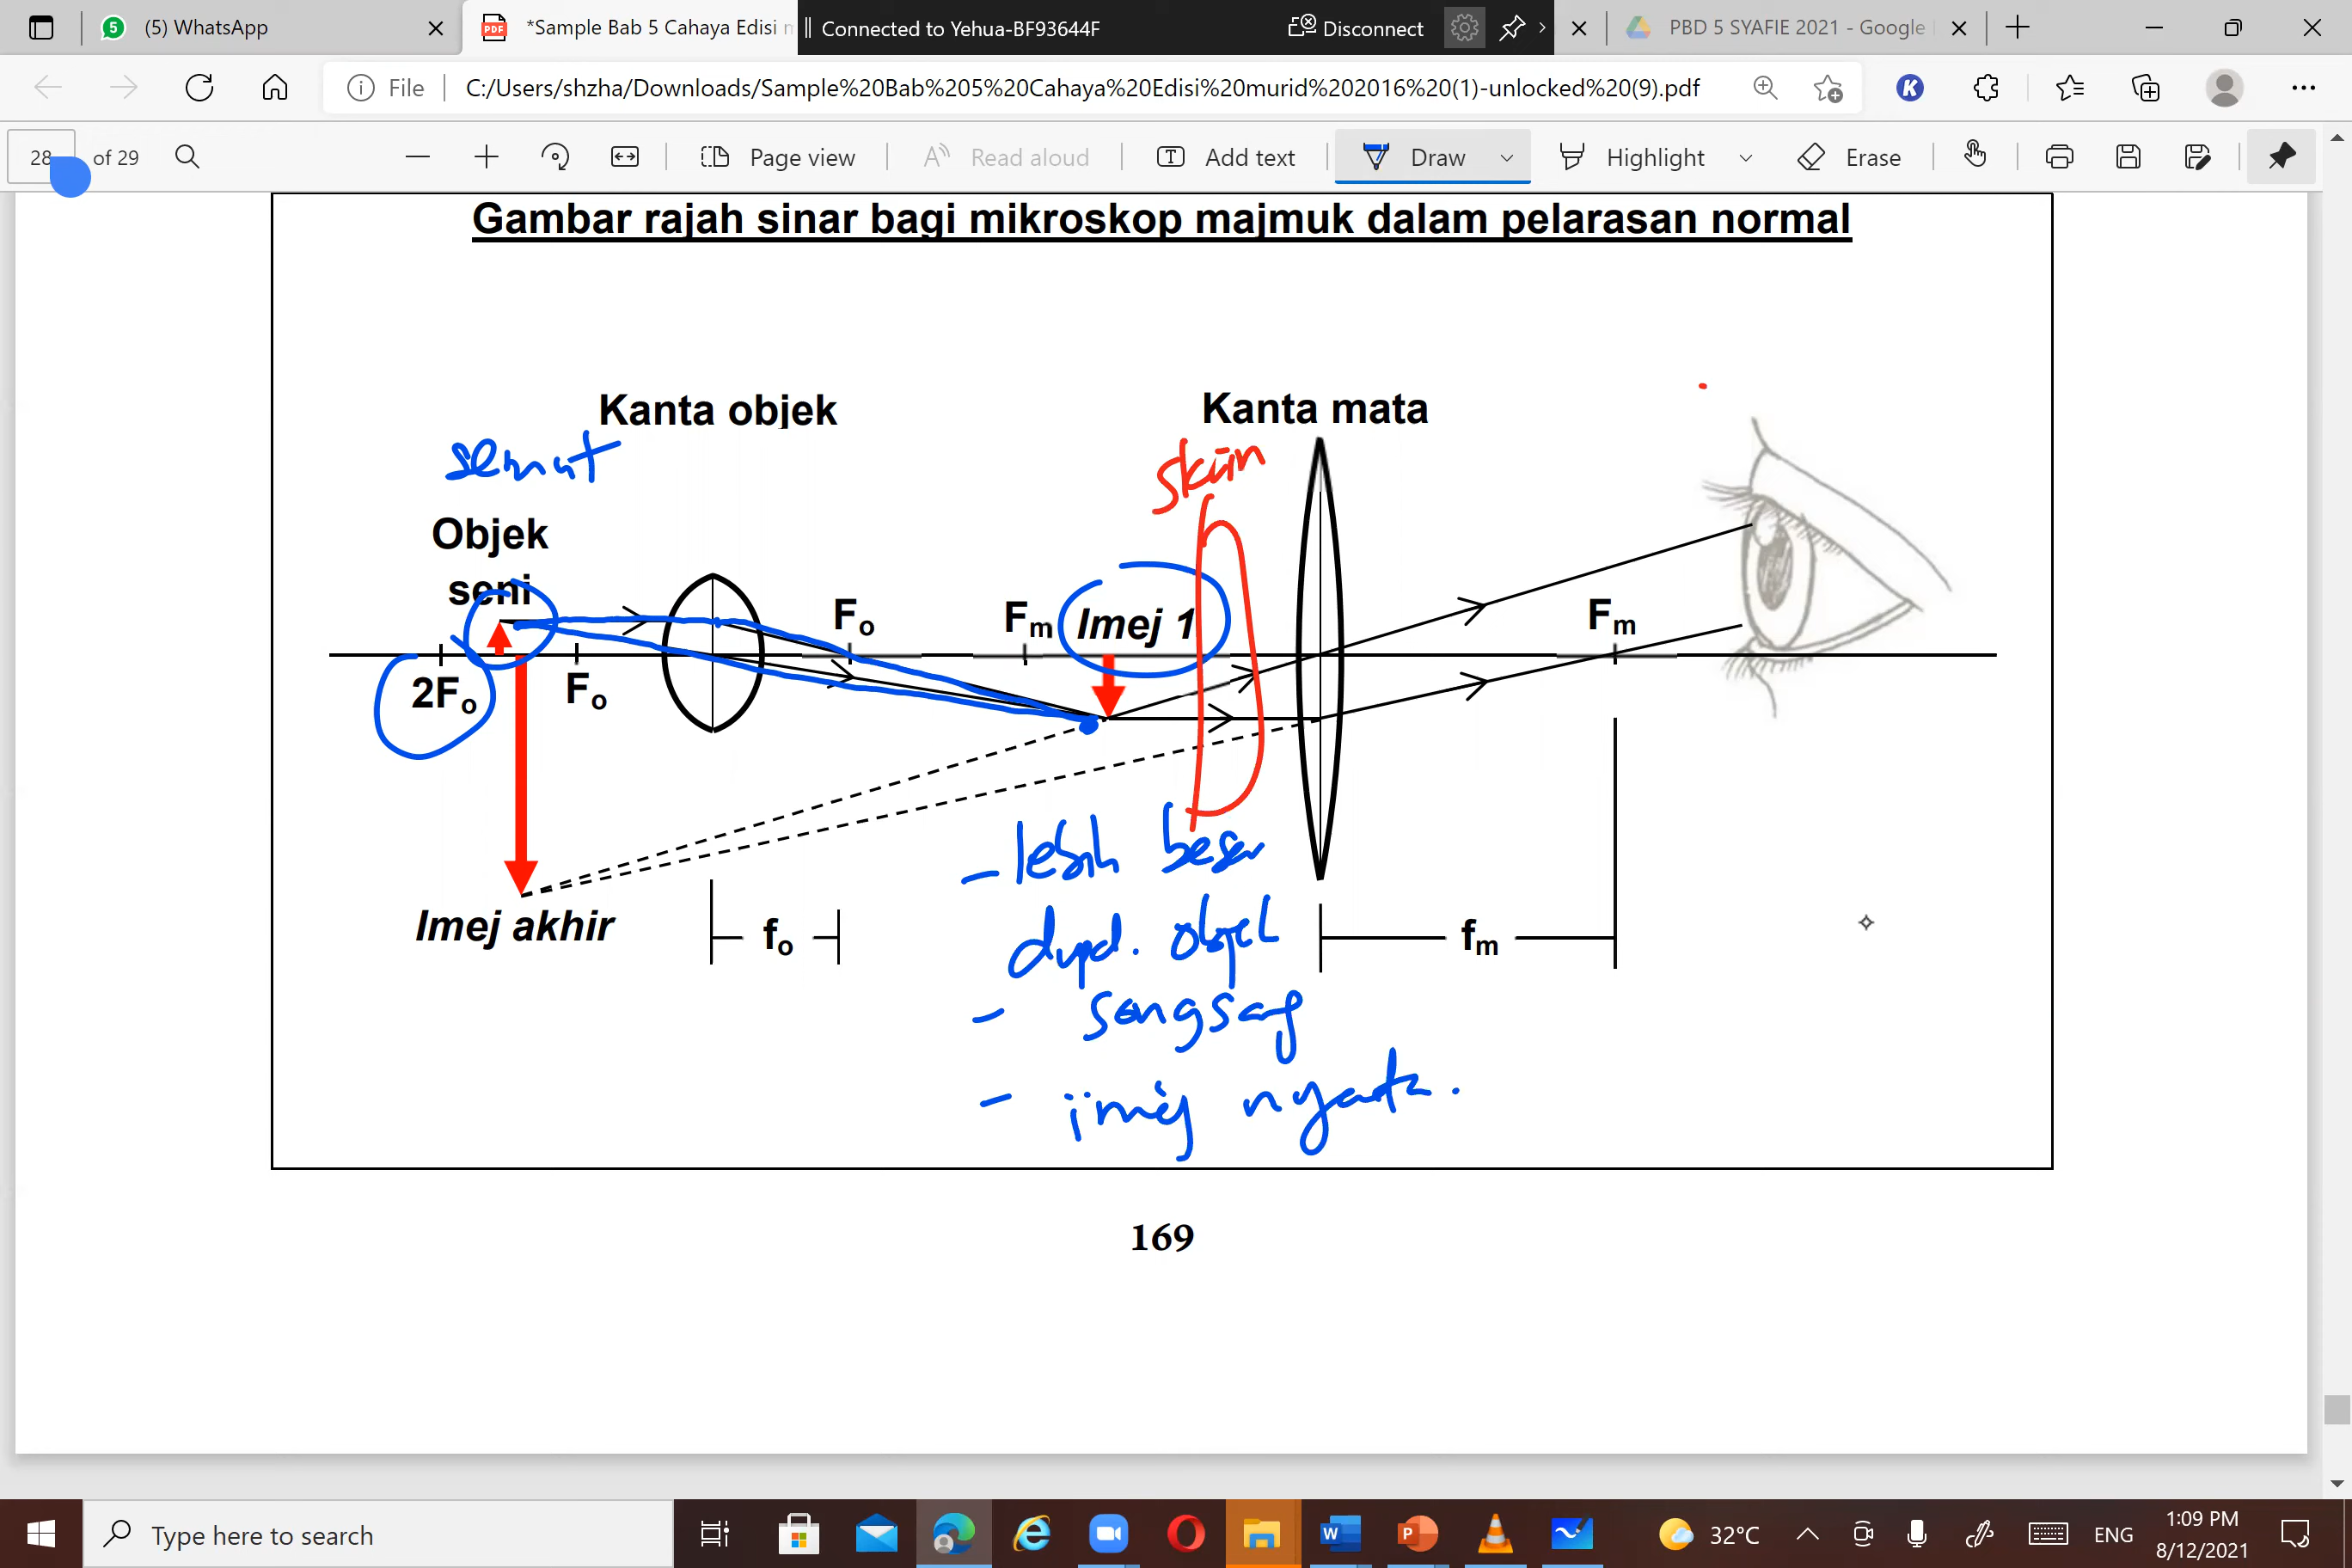 (5) WhatsApp
*Sample Bab 5 Cahaya Edisi m
Connected to Yehua-BF93644F
Disconnect
PBD 5 SYAFIE 2021 - Google
File
C:/Users/shzha/Downloads/Sample%20Bab%205%20Cahaya%20Edisi%20murid%202016%20(1)-unlocked%20(9).pdf
28 of 29
Page view
Read aloud
Add text
Draw
Highlight
Erase
Gambar rajah sinar bagi mikroskop majmuk dalam pelarasan normal
Kanta objek
Kanta mata
semut
skrin
Objek
seni
Fo
Fm
Imej 1
Fm
2Fo
Fo
- lebih besar
drpd. objek
- songsang
- imej nyata.
Imej akhir
fo
fm
169
Type here to search
32°C
ENG
1:09 PM
8/12/2021